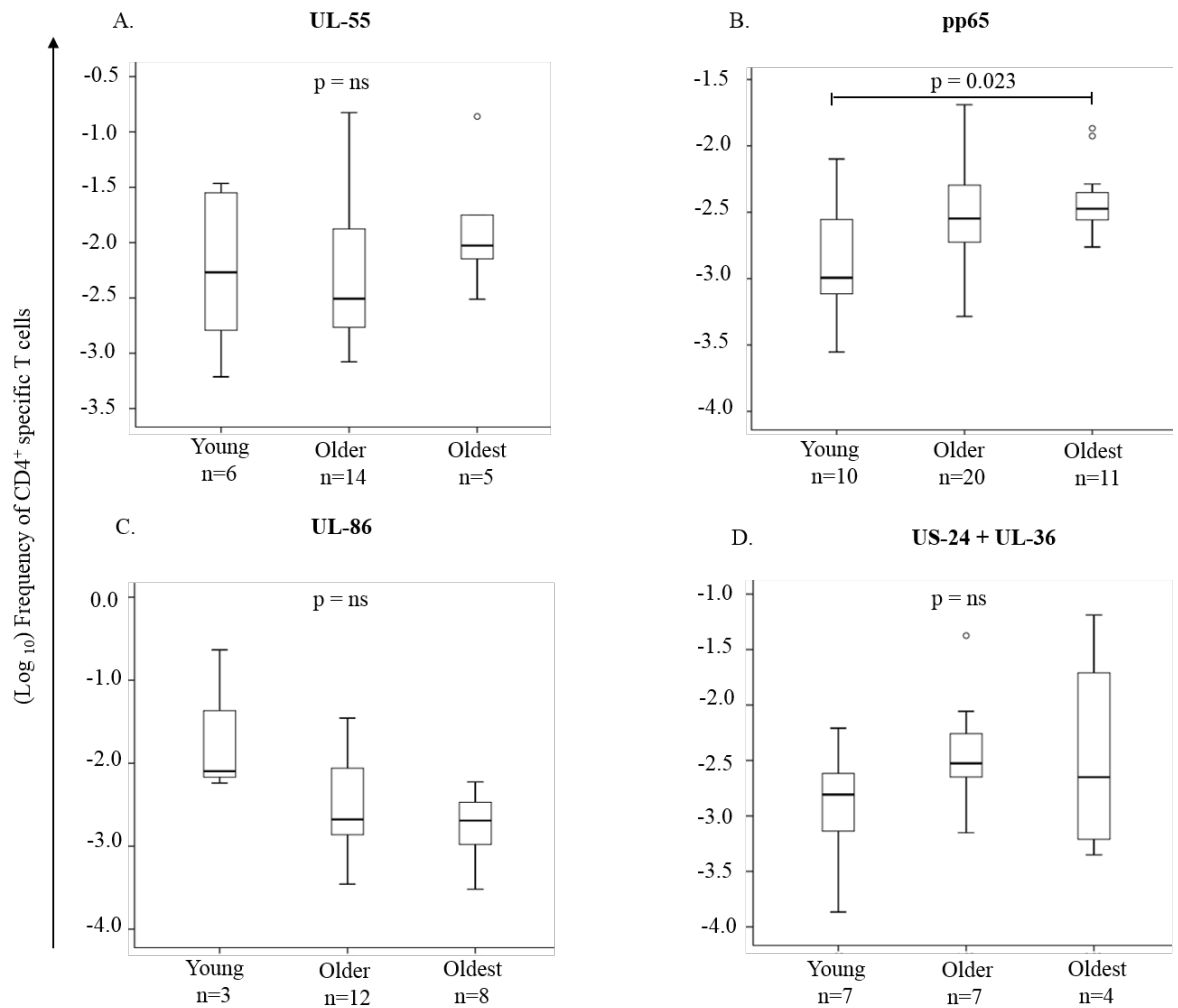 (Log 10) Frequency of CD4+ specific T cells
A.
UL-55
p = ns
-0.5
-1.0
-1.5
-2.0
-2.5
-3.0
-3.5
Young
Older
Oldest
n=6
n=14
n=5
B.
pp65
p = 0.023
-1.5
-2.0
-2.5
-3.0
-3.5
-4.0
Young
Older
Oldest
n=10
n=20
n=11
C.
UL-86
p = ns
0.0
-1.0
-2.0
-3.0
-4.0
Young
Older
Oldest
n=3
n=12
n=8
D.
US-24 + UL-36
p = ns
-1.0
-1.5
-2.0
-2.5
-3.0
-3.5
-4.0
Young
Older
Oldest
n=7
n=7
n=4